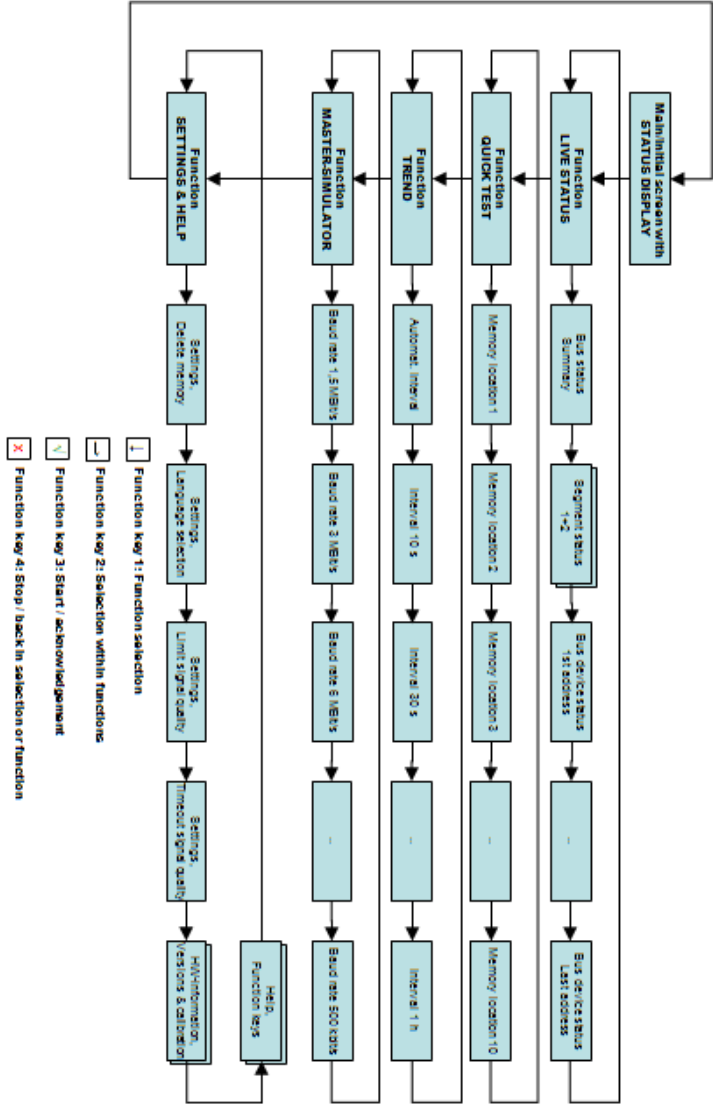 Main/Initial screen with
STATUS DISPLAY
Function
LIVE STATUS
Bus status
Summary
Segment status
1+2
Bus device status
1st address
...
Bus device status
Last address
Function
QUICK TEST
Memory location 1
Memory location 2
Memory location 3
...
Memory location 10
Function
TREND
Automat. Interval
Interval 10 s
Interval 30 s
...
Interval 1 h
Function
MASTER-SIMULATOR
Baud rate 1,5 MBit/s
Baud rate 3 MBit/s
Baud rate 6 MBit/s
...
Baud rate 500 kBit/s
Function
SETTINGS & HELP
Settings,
Delete memory
Settings,
Language selection
Settings,
Limit signal quality
Settings,
Timeout signal quality
HW-Information,
Versions & calibration
Help,
Function keys
↓ Function key 1: Function selection
→ Function key 2: Selection within functions
√ Function key 3: Start / acknowledgement
X Function key 4: Stop / back in selection or function